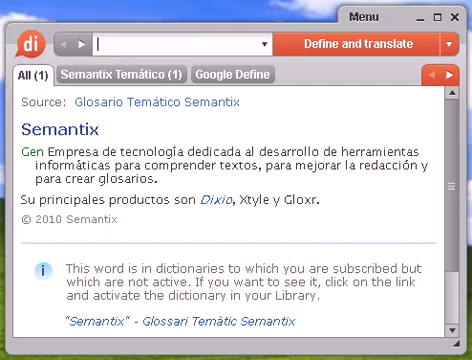 Menu
di
Define and translate
All (1)
Semantix Temático (1)
Google Define
Source: Glosario Temático Semantix
Semantix
Gen Empresa de tecnología dedicada al desarrollo de herramientas
informáticas para comprender textos, para mejorar la redacción y
para crear glosarios.
Su principales productos son Dixio, Xtyle y Gloxr.
© 2010 Semantix
i
This word is in dictionaries to which you are subscribed but
which are not active. If you want to see it, click on the link
and activate the dictionary in your Library.
"Semantix" - Glossari Temàtic Semantix